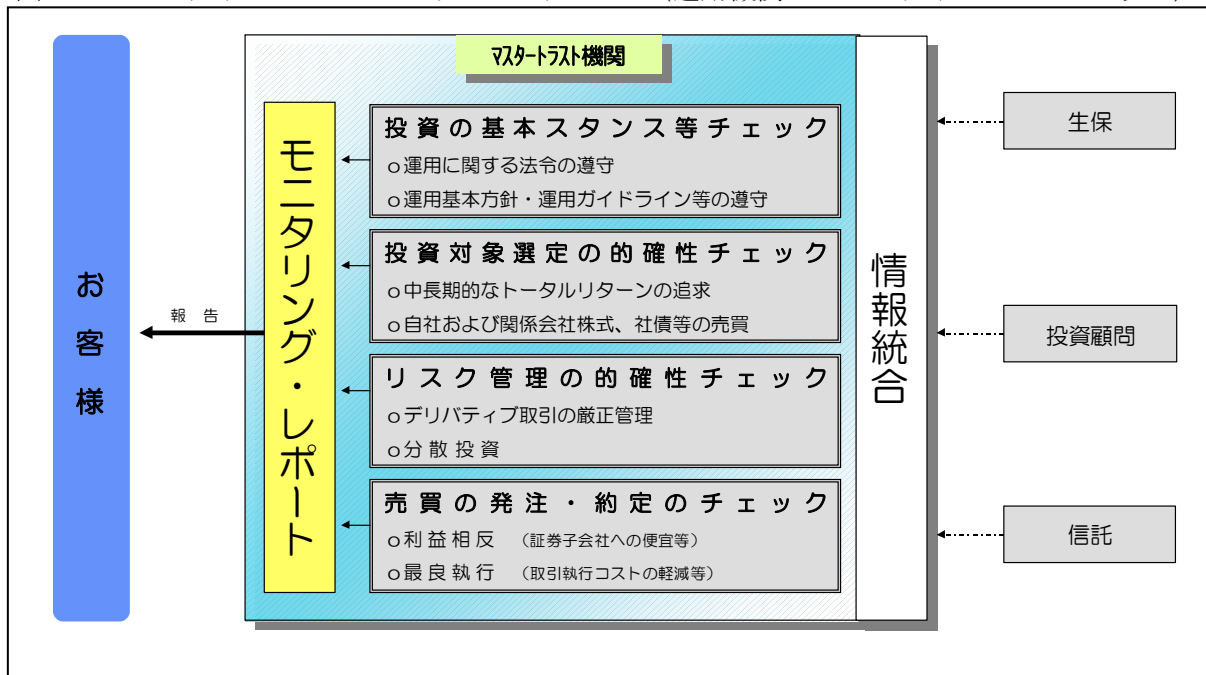 マスタートラスト機関
お客様
報 告
モニタリング・レポート
投資の基本スタンス等チェック
o運用に関する法令の遵守
o運用基本方針・運用ガイドライン等の遵守
投資対象選定の的確性チェック
o中長期的なトータルリターンの追求
o自社および関係会社株式、社債等の売買
リスク管理の的確性チェック
oデリバティブ取引の厳正管理
o分散投資
売買の発注・約定のチェック
o利益相反 (証券子会社への便宜等)
o最良執行 (取引執行コストの軽減等)
情報統合
生保
投資顧問
信託